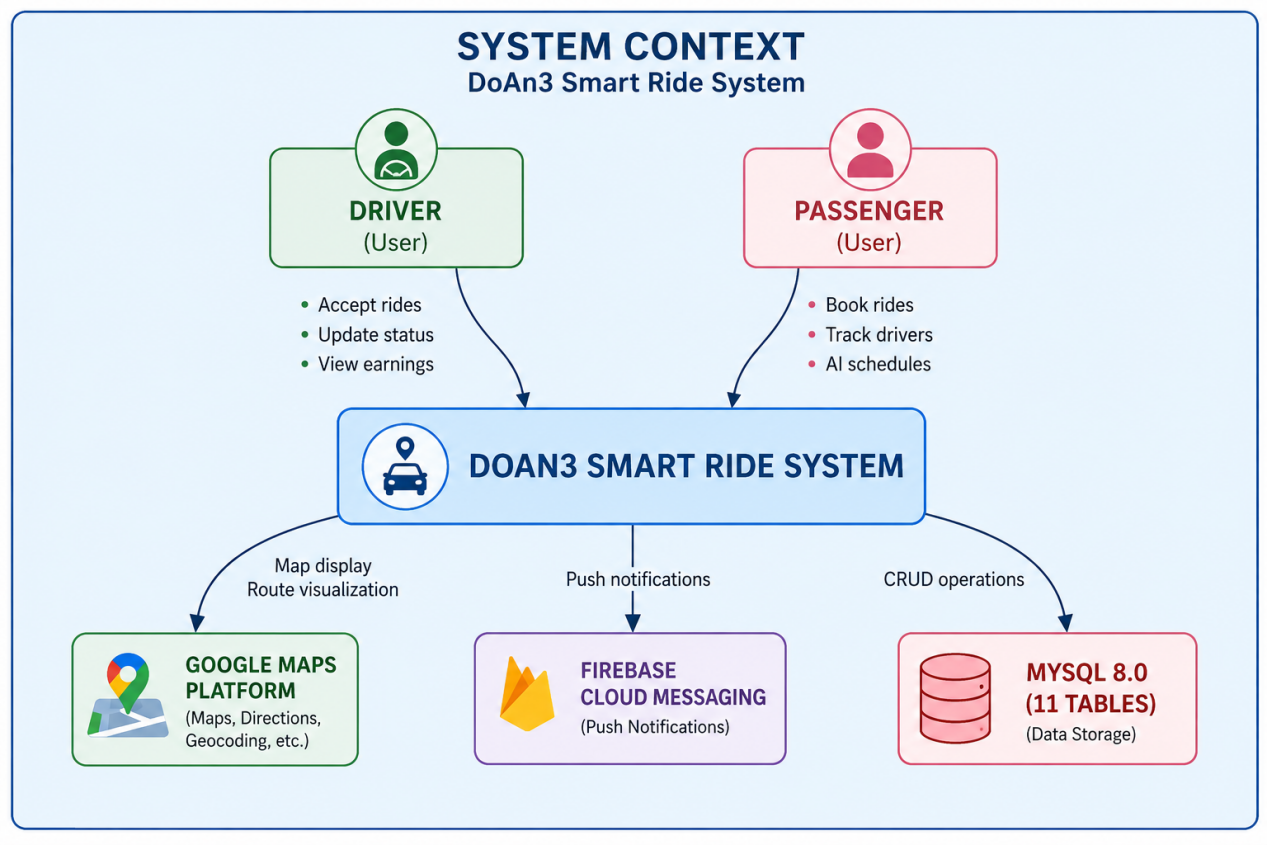 SYSTEM CONTEXT
DoAn3 Smart Ride System
DRIVER
(User)
PASSENGER
(User)
• Accept rides
• Update status
• View earnings
• Book rides
• Track drivers
• AI schedules
DOAN3 SMART RIDE SYSTEM
Map display
Route visualization
Push notifications
CRUD operations
GOOGLE MAPS
PLATFORM
(Maps, Directions,
Geocoding, etc.)
FIREBASE
CLOUD MESSAGING
(Push Notifications)
MYSQL 8.0
(11 TABLES)
(Data Storage)